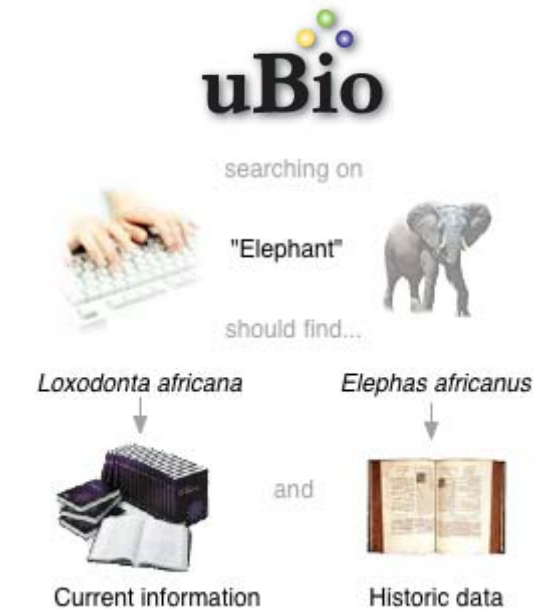 uBio
searching on
"Elephant"
should find...
Loxodonta africana
Elephas africanus
and
Current information
Historic data